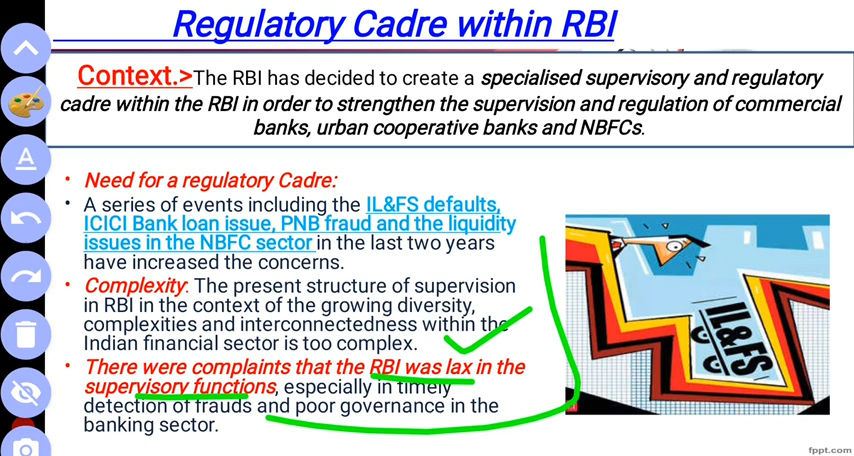 Regulatory Cadre within RBI
Context.>The RBI has decided to create a specialised supervisory and regulatory
cadre within the RBI in order to strengthen the supervision and regulation of commercial
banks, urban cooperative banks and NBFCs.
• Need for a regulatory Cadre:
• A series of events including the IL&FS defaults,
ICICI Bank loan issue, PNB fraud and the liquidity
issues in the NBFC sector in the last two years
have increased the concerns.
• Complexity: The present structure of supervision
in RBI in the context of the growing diversity,
complexities and interconnectedness within the
Indian financial sector is too complex.
• There were complaints that the RBI was lax in the
supervisory functions, especially in timely
detection of frauds and poor governance in the
banking sector.
IL&FS
A
fppt.com